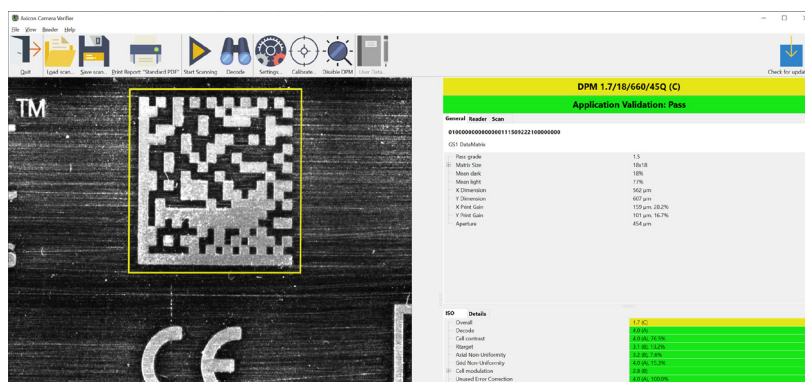 Axicon Camera Verifier
File View Reader Help
Quit Load scan... Save scan... Print Report: "Standard PDF" Start Scanning Decode Settings... Calibrate... Disable DPM User Data... Check for updat
DPM 1.7/18/660/45Q (C)
Application Validation: Pass
General Reader Scan
GS1 DataMatrix
Pass grade 1.5
Matrix Size 18x18
Mean dark 18%
Mean light 77%
X Dimension 562 µm
Y Dimension 607 µm
X Print Gain 159 µm, 28.2%
Y Print Gain 101 µm, 16.7%
Aperture 454 µm
ISO Details
Overall 1.7 (C)
Decode 4.0 (A)
Cell contrast 4.0 (A), 76.5%
Rtarget 3.1 (B), 13.2%
Axial Non-Uniformity 3.2 (B), 7.6%
Grid Non-Uniformity 4.0 (A), 15.3%
Cell modulation 2.8 (B)
Unused Error Correction 4.0 (A), 100.0%
TM
CE